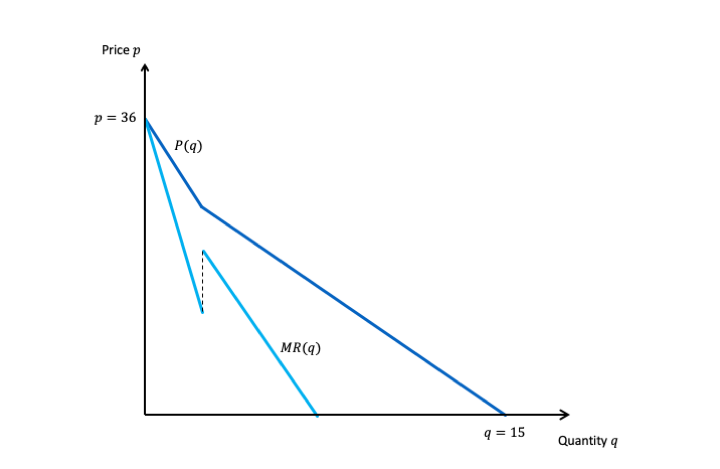 Price p
p = 36
P(q)
MR(q)
q = 15
Quantity q